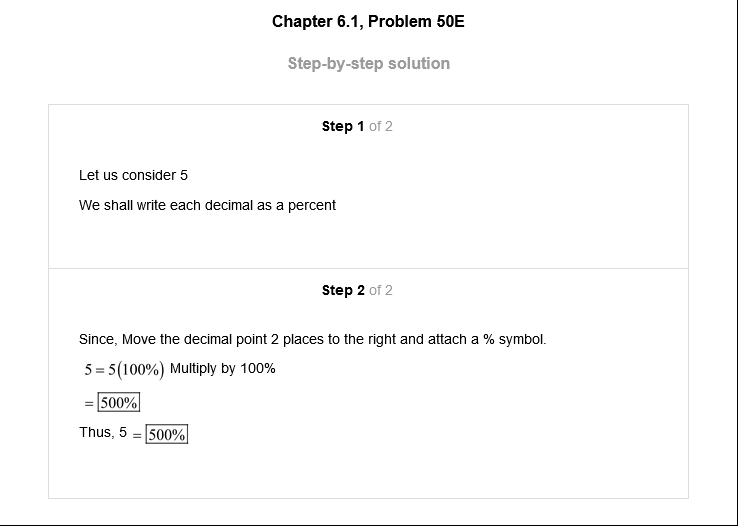 Chapter 6.1, Problem 50E
Step-by-step solution
Step 1 of 2
Let us consider 5
We shall write each decimal as a percent
Step 2 of 2
Since, Move the decimal point 2 places to the right and attach a % symbol.
5 = 5(100%) Multiply by 100%
= 500%
Thus, 5 = 500%